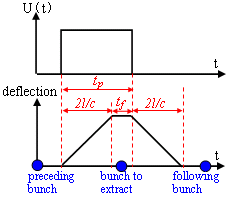 U(t)
t
t_p
deflection
2l/c t_f 2l/c
t
preceding bunch to following
bunch extract bunch